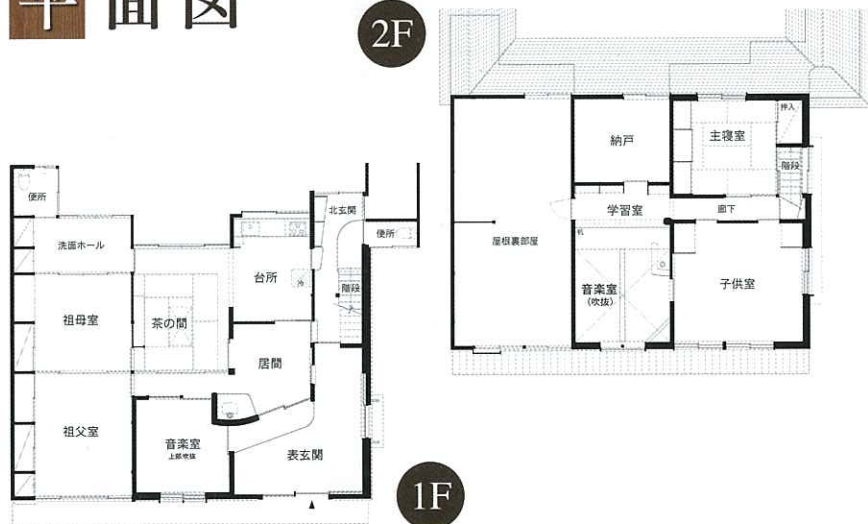 平面図
2F
納戸
主寝室
押入
階段
学習室
廊下
机
屋根裏部屋
音楽室
(吹抜)
子供室
便所
北玄関
洗面ホール
便所
台所
冷
階段
祖母室
茶の間
居間
祖父室
音楽室
上部吹抜
表玄関
1F